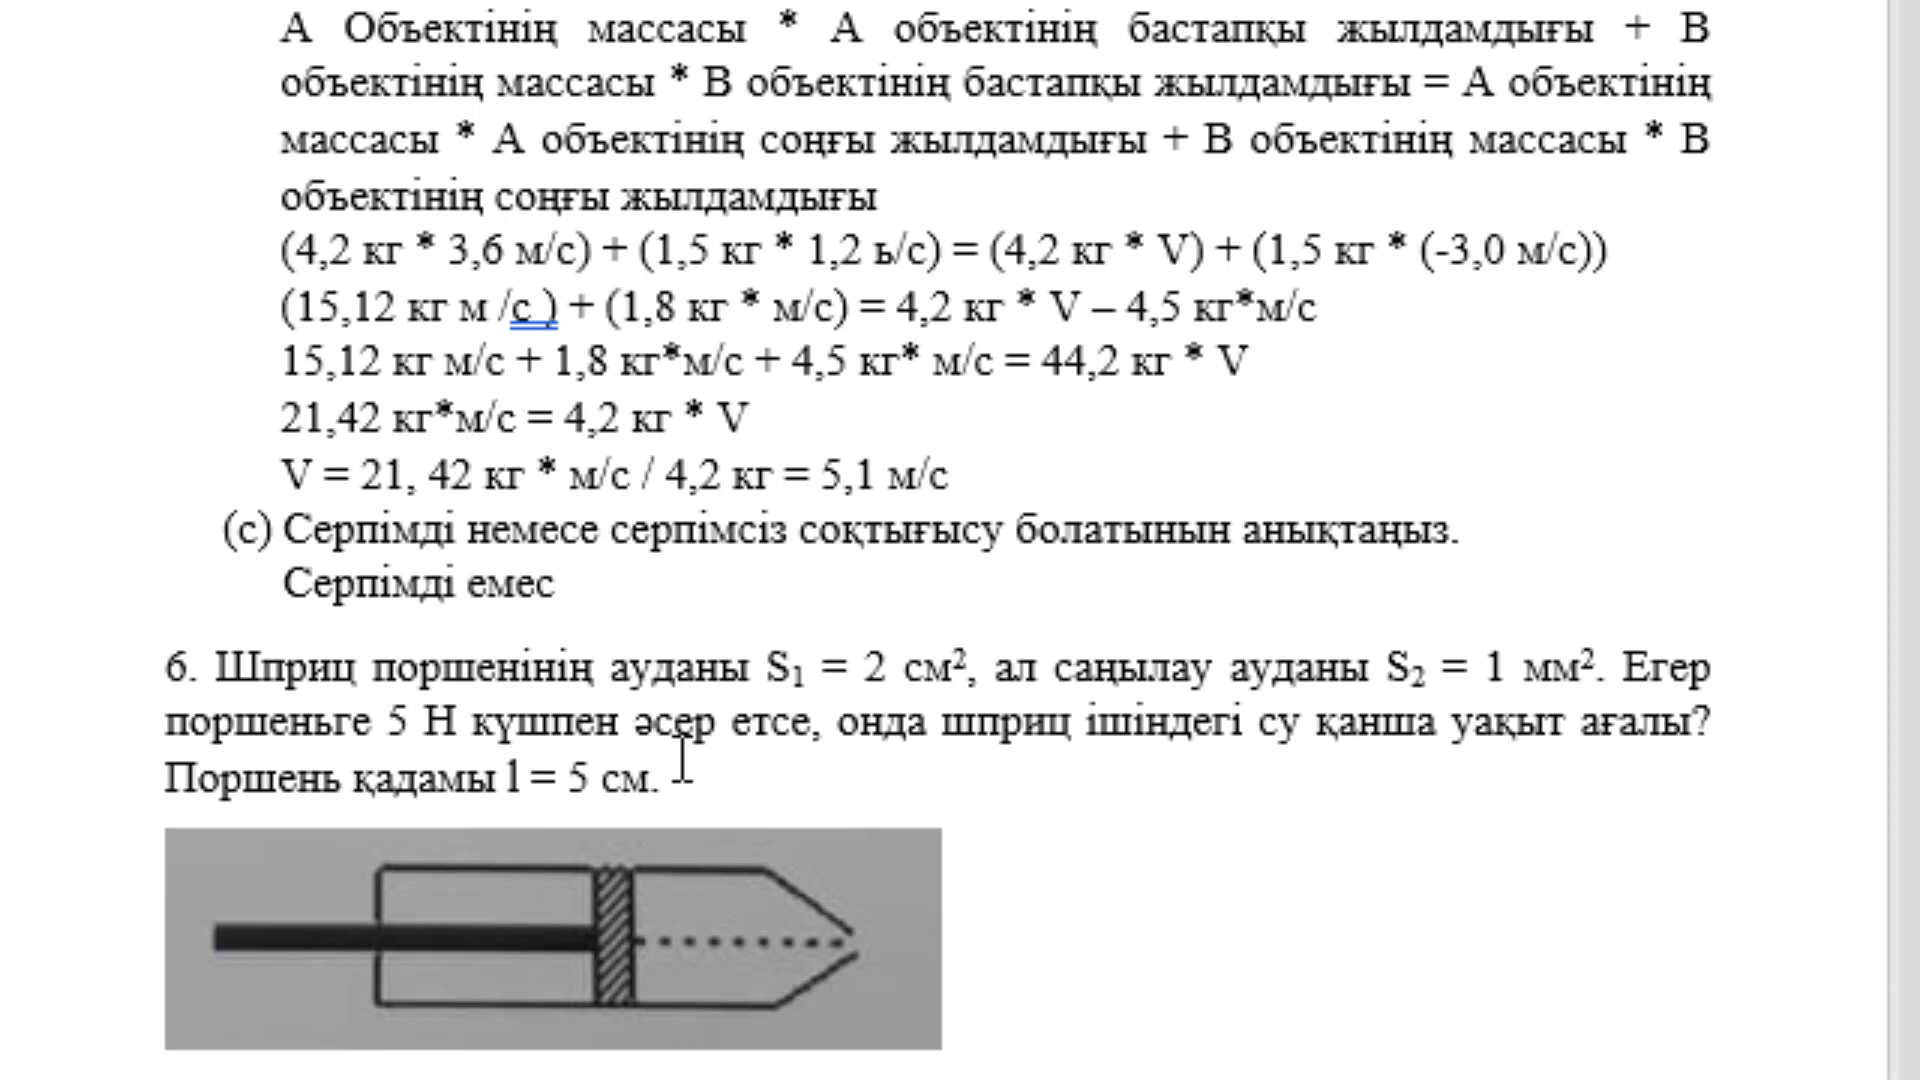 А Объектінің массасы * А объектінің бастапқы жылдамдығы + В
объектінің массасы * В объектінің бастапқы жылдамдығы = А объектінің
массасы * А объектінің соңғы жылдамдығы + В объектінің массасы * В
объектінің соңғы жылдамдығы
(4,2 кг * 3,6 м/с) + (1,5 кг * 1,2 ь/с) = (4,2 кг * V) + (1,5 кг * (-3,0 м/с))
(15,12 кг м /с ) + (1,8 кг * м/с) = 4,2 кг * V – 4,5 кг*м/с
15,12 кг м/с + 1,8 кг*м/с + 4,5 кг* м/с = 44,2 кг * V
21,42 кг*м/с = 4,2 кг * V
V = 21, 42 кг * м/с / 4,2 кг = 5,1 м/с
(c) Серпімді немесе серпімсіз соқтығысу болатынын анықтаңыз.
Серпімді емес
6. Шприц поршенінің ауданы S₁ = 2 см², ал саңылау ауданы S₂ = 1 мм². Егер
поршеньге 5 Н күшпен әсер етсе, онда шприц ішіндегі су қанша уақыт ағалы?
Поршень қадамы l = 5 см.